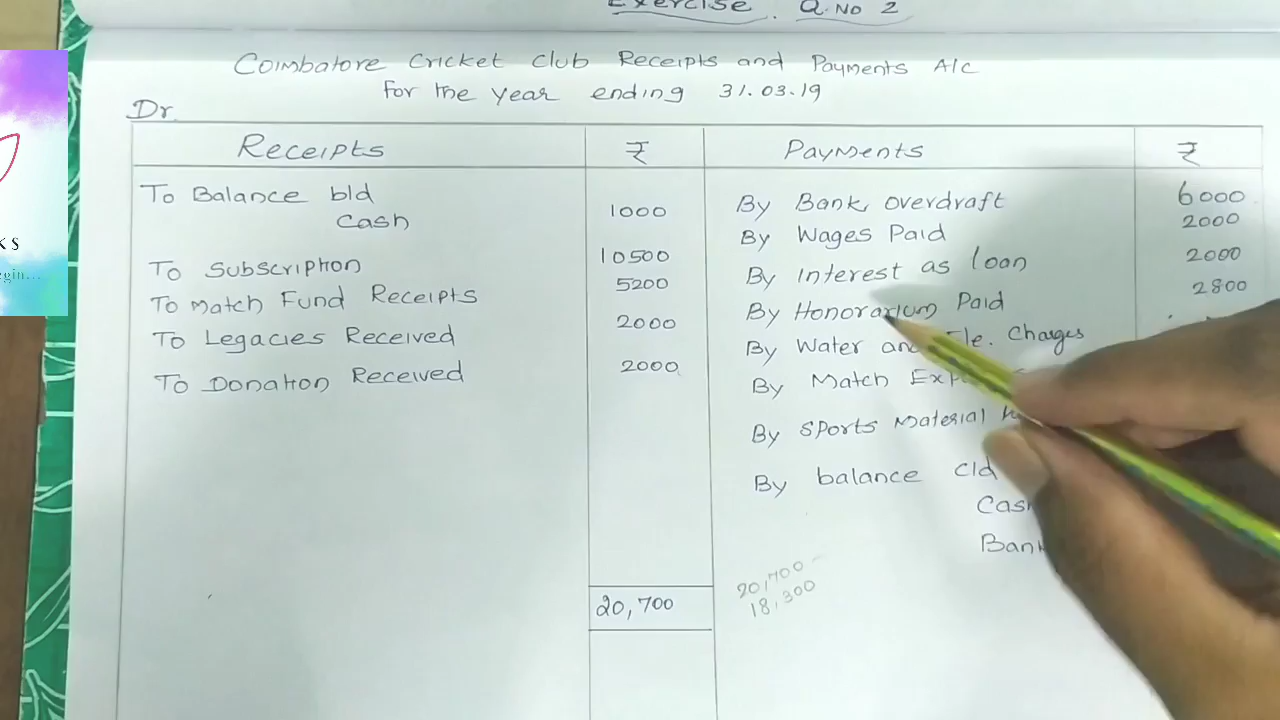 Exercise. Q.No 2
Coimbatore Cricket Club Receipts and Payments A/C
For the year ending 31.03.19
Dr.
Receipts ₹ Payments ₹
To Balance b/d
Cash 1000
To Subscription 10500
To Match Fund Receipts 5200
To Legacies Received 2000
To Donation Received 2000
20,700
By Bank overdraft 6000
By Wages Paid 2000
By Interest as loan 2000
By Honorarium Paid 2800
By Water and Ele. Charges
By Match
By Sports Material
By balance c/d
Cash
Bank
20,700 -
18,300
KS